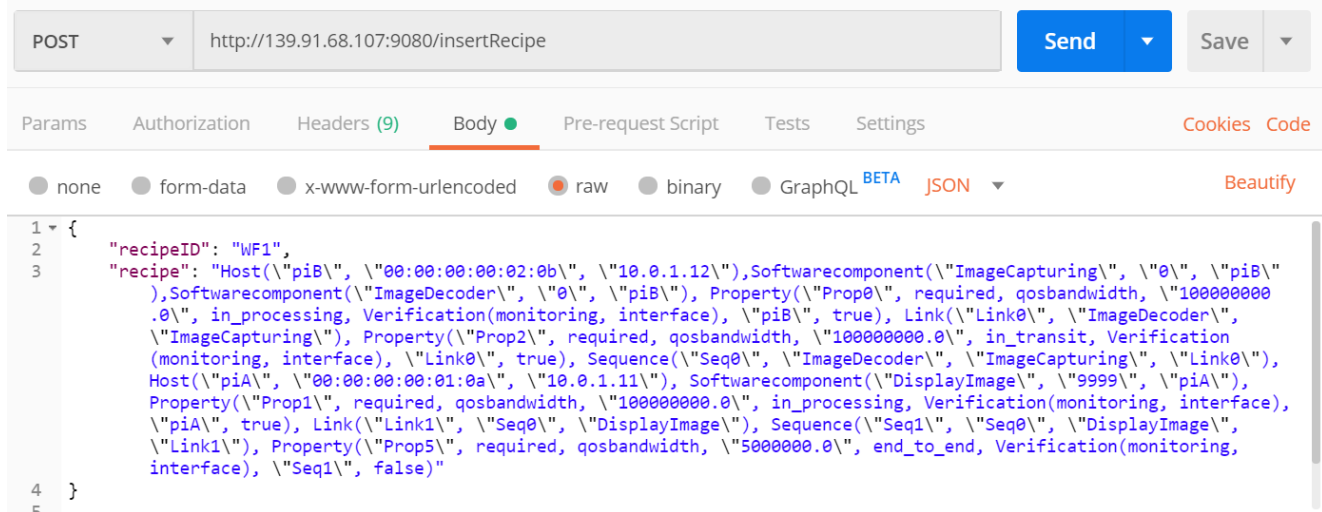 POST http://139.91.68.107:9080/insertRecipe Send Save
Params Authorization Headers (9) Body Pre-request Script Tests Settings Cookies Code
none form-data x-www-form-urlencoded raw binary GraphQL BETA JSON Beautify
1 {
2 "recipeID": "WF1",
3 "recipe": "Host(\"piB\", \"00:00:00:00:02:0b\", \"10.0.1.12\"),Softwarecomponent(\"ImageCapturing\", \"0\", \"piB\"
),Softwarecomponent(\"ImageDecoder\", \"0\", \"piB\"), Property(\"Prop0\", required, qosbandwidth, \"100000000
.0\", in_processing, Verification(monitoring, interface), \"piB\", true), Link(\"Link0\", \"ImageDecoder\",
\"ImageCapturing\"), Property(\"Prop2\", required, qosbandwidth, \"100000000.0\", in_transit, Verification
(monitoring, interface), \"Link0\", true), Sequence(\"Seq0\", \"ImageDecoder\", \"ImageCapturing\", \"Link0\"),
Host(\"piA\", \"00:00:00:00:01:0a\", \"10.0.1.11\"), Softwarecomponent(\"DisplayImage\", \"9999\", \"piA\"),
Property(\"Prop1\", required, qosbandwidth, \"100000000.0\", in_processing, Verification(monitoring, interface),
\"piA\", true), Link(\"Link1\", \"Seq0\", \"DisplayImage\"), Sequence(\"Seq1\", \"Seq0\", \"DisplayImage\",
\"Link1\"), Property(\"Prop5\", required, qosbandwidth, \"5000000.0\", end_to_end, Verification(monitoring,
interface), \"Seq1\", false)"
4 }
5